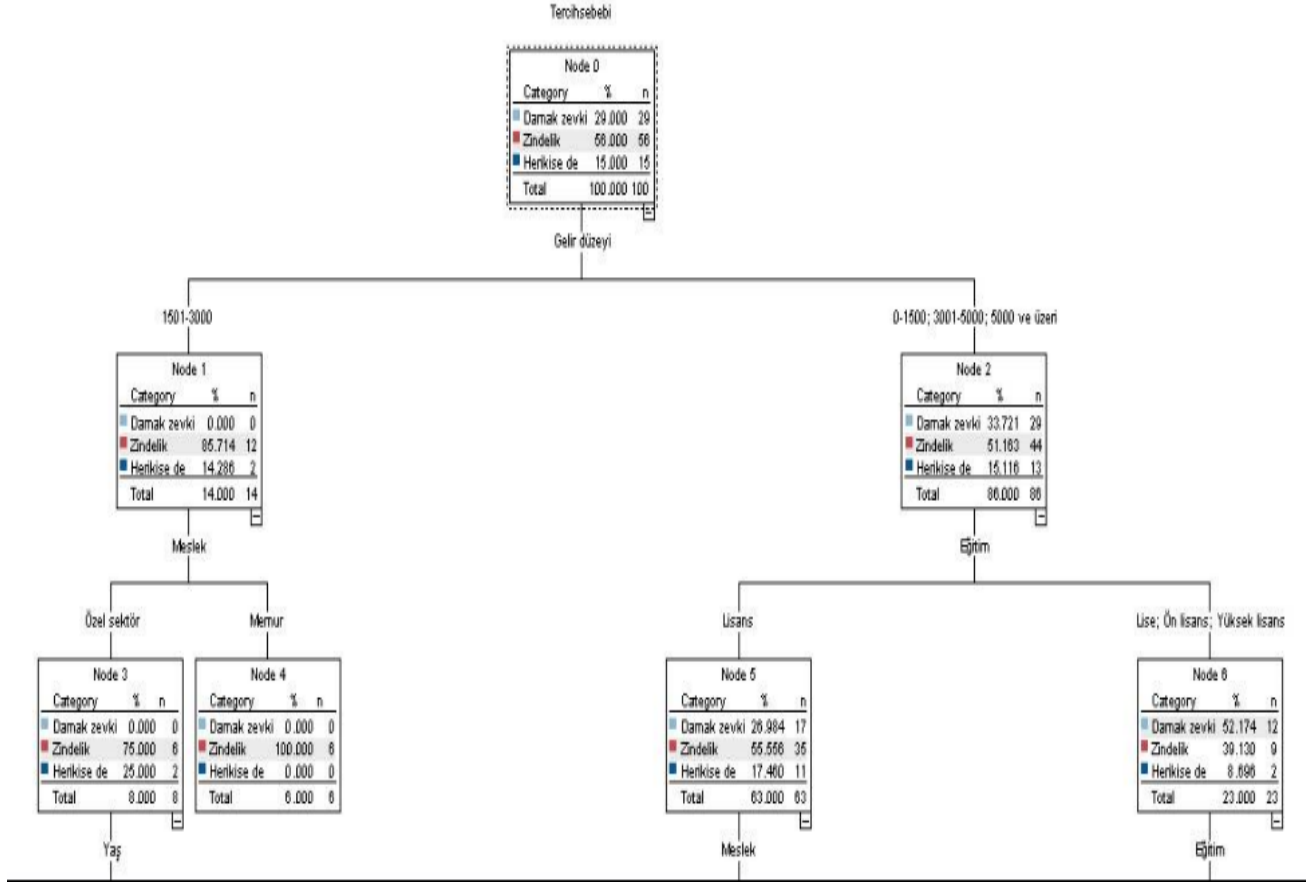 Tercihsebebi
Node 0
Category % n
Damak zevki 29.000 29
Zindelik 56.000 56
Herikise de 15.000 15
Total 100.000 100
Gelir düzeyi
1501-3000
0-1500; 3001-5000; 5000 ve üzeri
Node 1
Category % n
Damak zevki 0.000 0
Zindelik 85.714 12
Herikise de 14.286 2
Total 14.000 14
Node 2
Category % n
Damak zevki 33.721 29
Zindelik 51.163 44
Herikise de 15.116 13
Total 86.000 86
Meslek
Eğitim
Özel sektör
Memur
Lisans
Lise; Ön lisans; Yüksek lisans
Node 3
Category % n
Damak zevki 0.000 0
Zindelik 75.000 6
Herikise de 25.000 2
Total 8.000 8
Node 4
Category % n
Damak zevki 0.000 0
Zindelik 100.000 6
Herikise de 0.000 0
Total 6.000 6
Node 5
Category % n
Damak zevki 26.984 17
Zindelik 55.556 35
Herikise de 17.460 11
Total 63.000 63
Node 6
Category % n
Damak zevki 52.174 12
Zindelik 39.130 9
Herikise de 8.696 2
Total 23.000 23
Yaş
Meslek
Eğitim